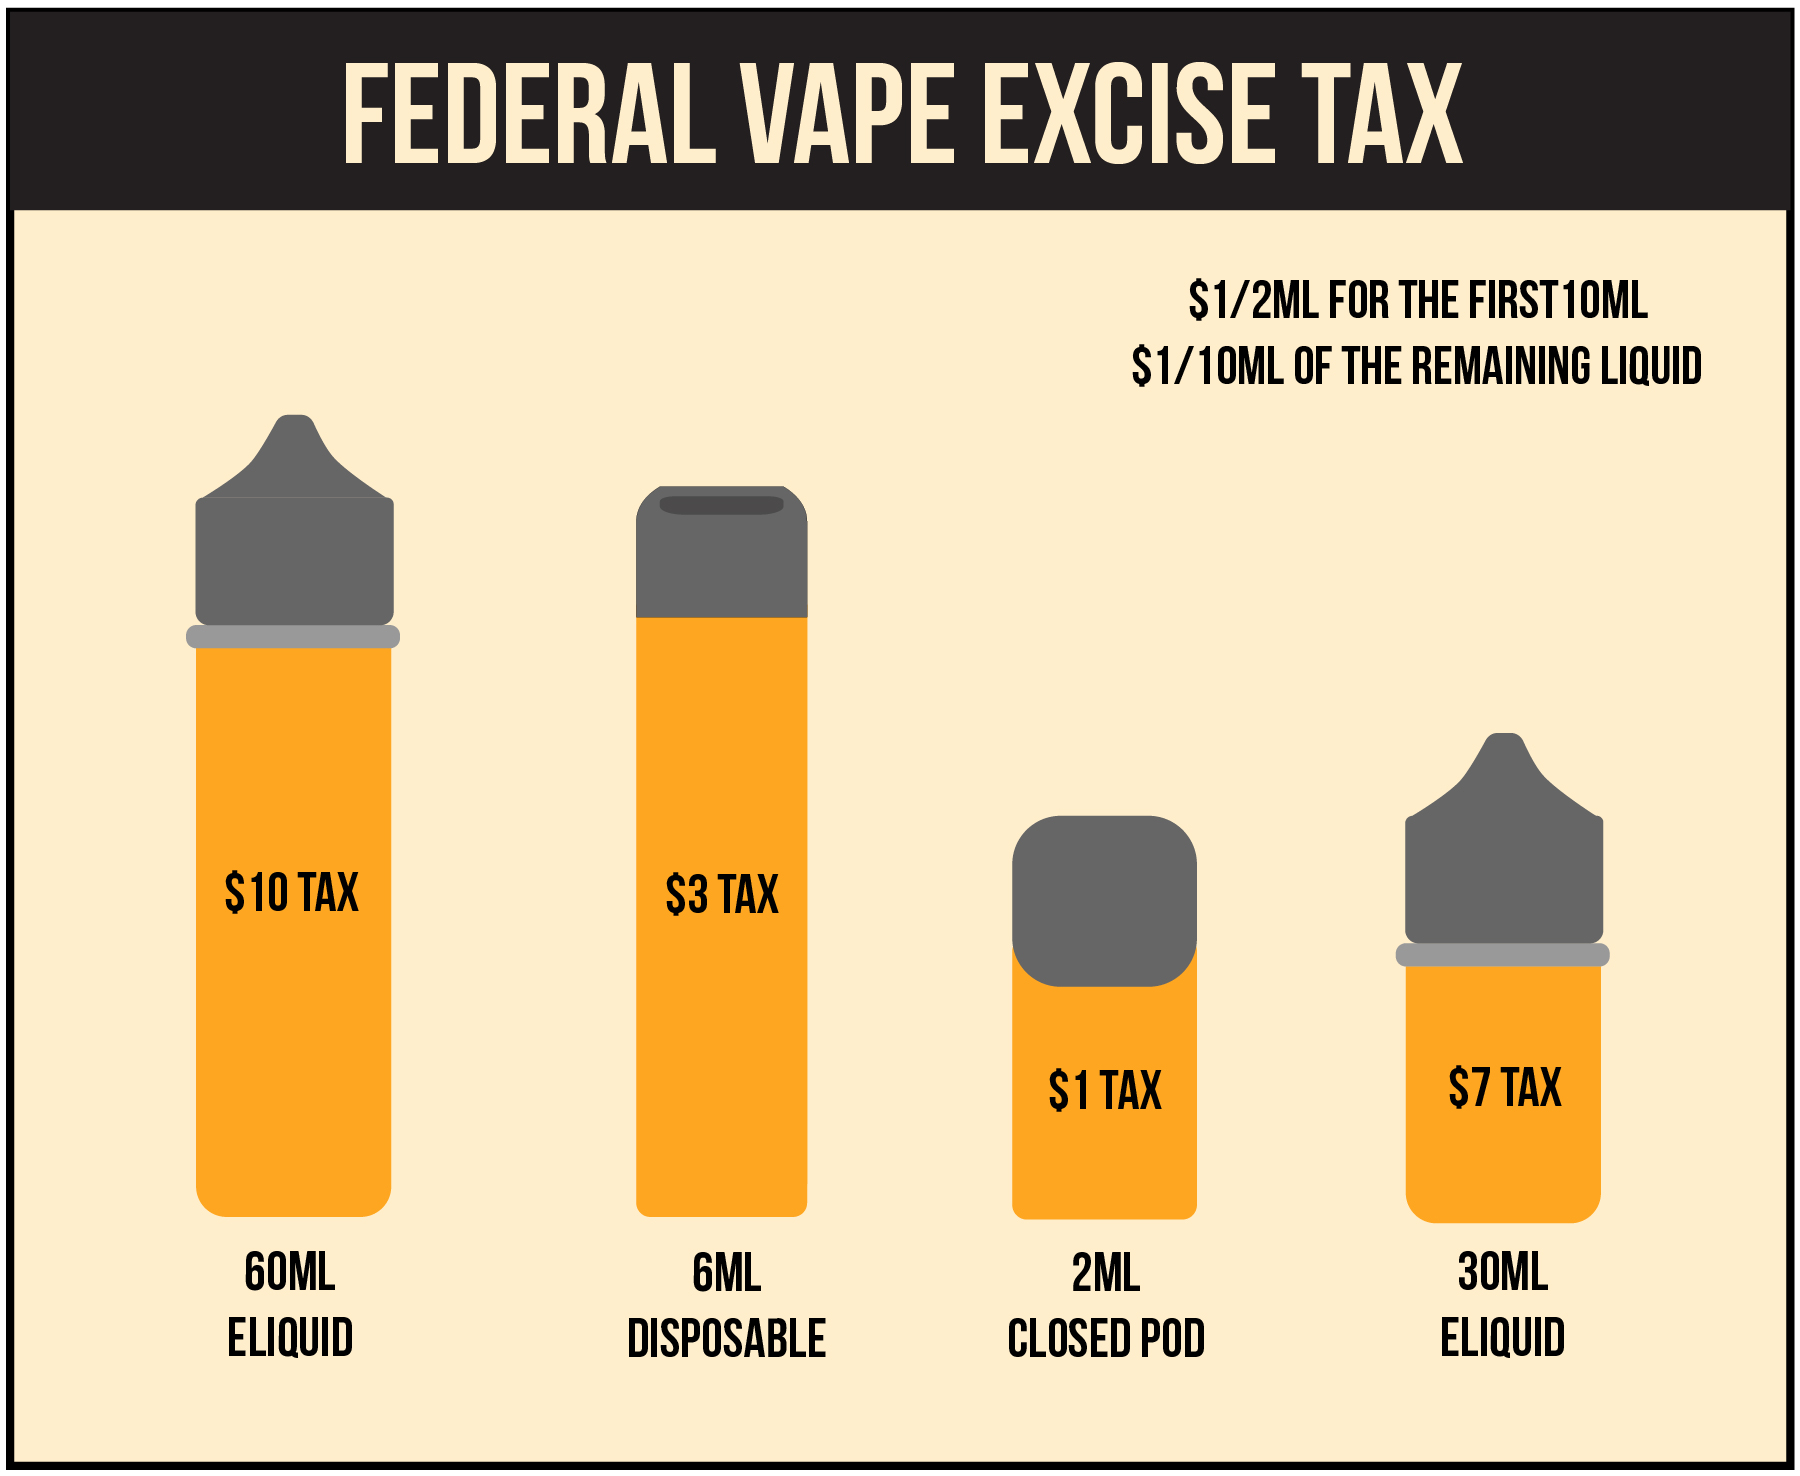 FEDERAL VAPE EXCISE TAX
$1/2ML FOR THE FIRST10ML
$1/10ML OF THE REMAINING LIQUID
$10 TAX
$3 TAX
$1 TAX
$7 TAX
60ML
ELIQUID
6ML
DISPOSABLE
2ML
CLOSED POD
30ML
ELIQUID